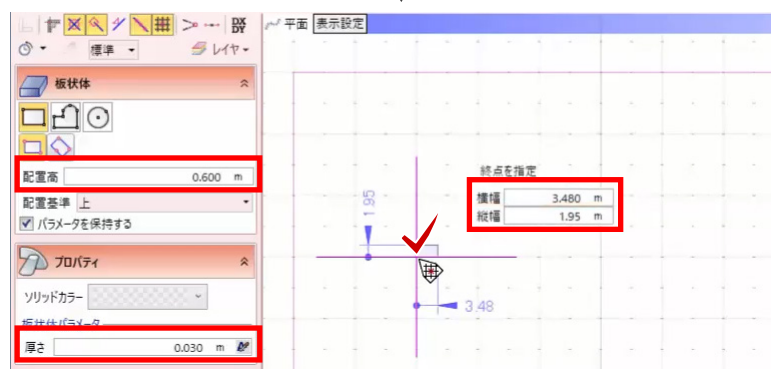 DX
DY
平面 表示設定
標準 レイヤ
板状体
配置高 0.600 m
配置基準 上
パラメータを保持する
プロパティ
ソリッドカラー
板状体パラメータ
厚さ 0.030 m
終点を指定
横幅 3.480 m
縦幅 1.95 m
1.95
3.48